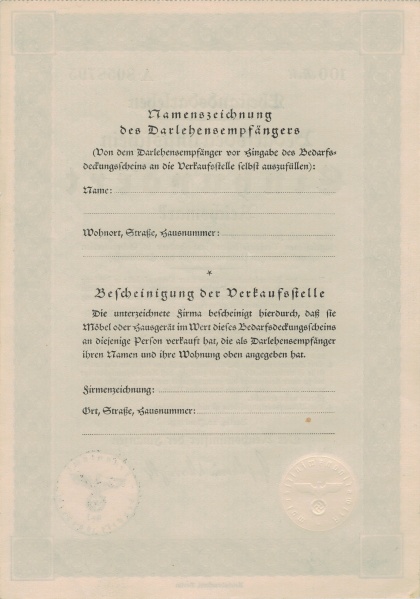 Namenszeichnung
des Darlehensempfängers
(Von dem Darlehensempfänger vor Hingabe des Bedarfs-
deckungsscheins an die Verkaufsstelle selbst auszufüllen):
Name:
Wohnort, Straße, Hausnummer:
*
Bescheinigung der Verkaufsstelle
Die unterzeichnete Firma bescheinigt hierdurch, daß sie
Möbel oder Hausgerät im Wert dieses Bedarfsdeckungsscheins
an diejenige Person verkauft hat, die als Darlehensempfänger
ihren Namen und ihre Wohnung oben angegeben hat.
Firmenzeichnung:
Ort, Straße, Hausnummer: